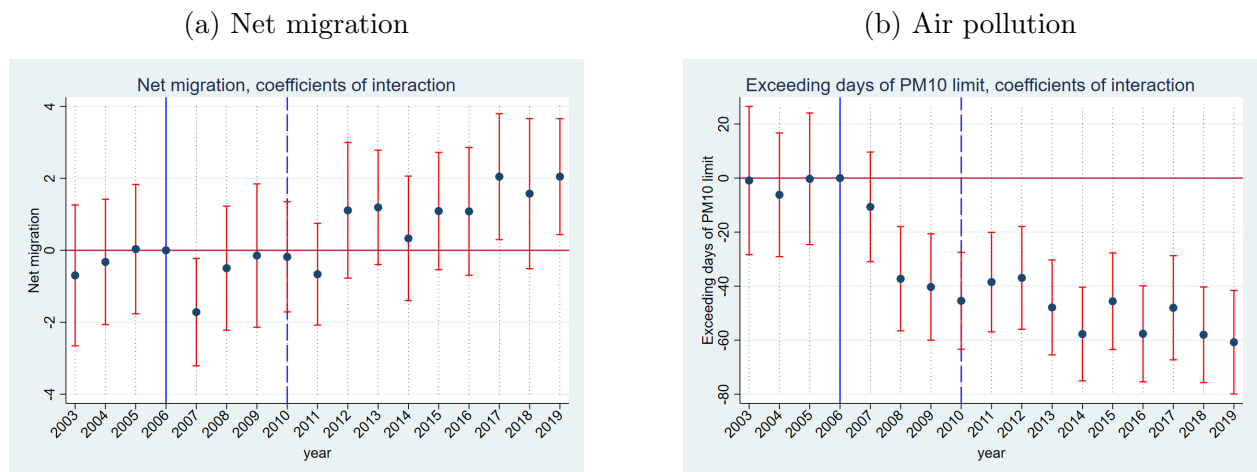 (a) Net migration
Net migration, coefficients of interaction
Net migration
4
2
0
-2
-4
2003 2004 2005 2006 2007 2008 2009 2010 2011 2012 2013 2014 2015 2016 2017 2018 2019
year
(b) Air pollution
Exceeding days of PM10 limit, coefficients of interaction
Exceeding days of PM10 limit
20
0
-20
-40
-60
-80
2003 2004 2005 2006 2007 2008 2009 2010 2011 2012 2013 2014 2015 2016 2017 2018 2019
year